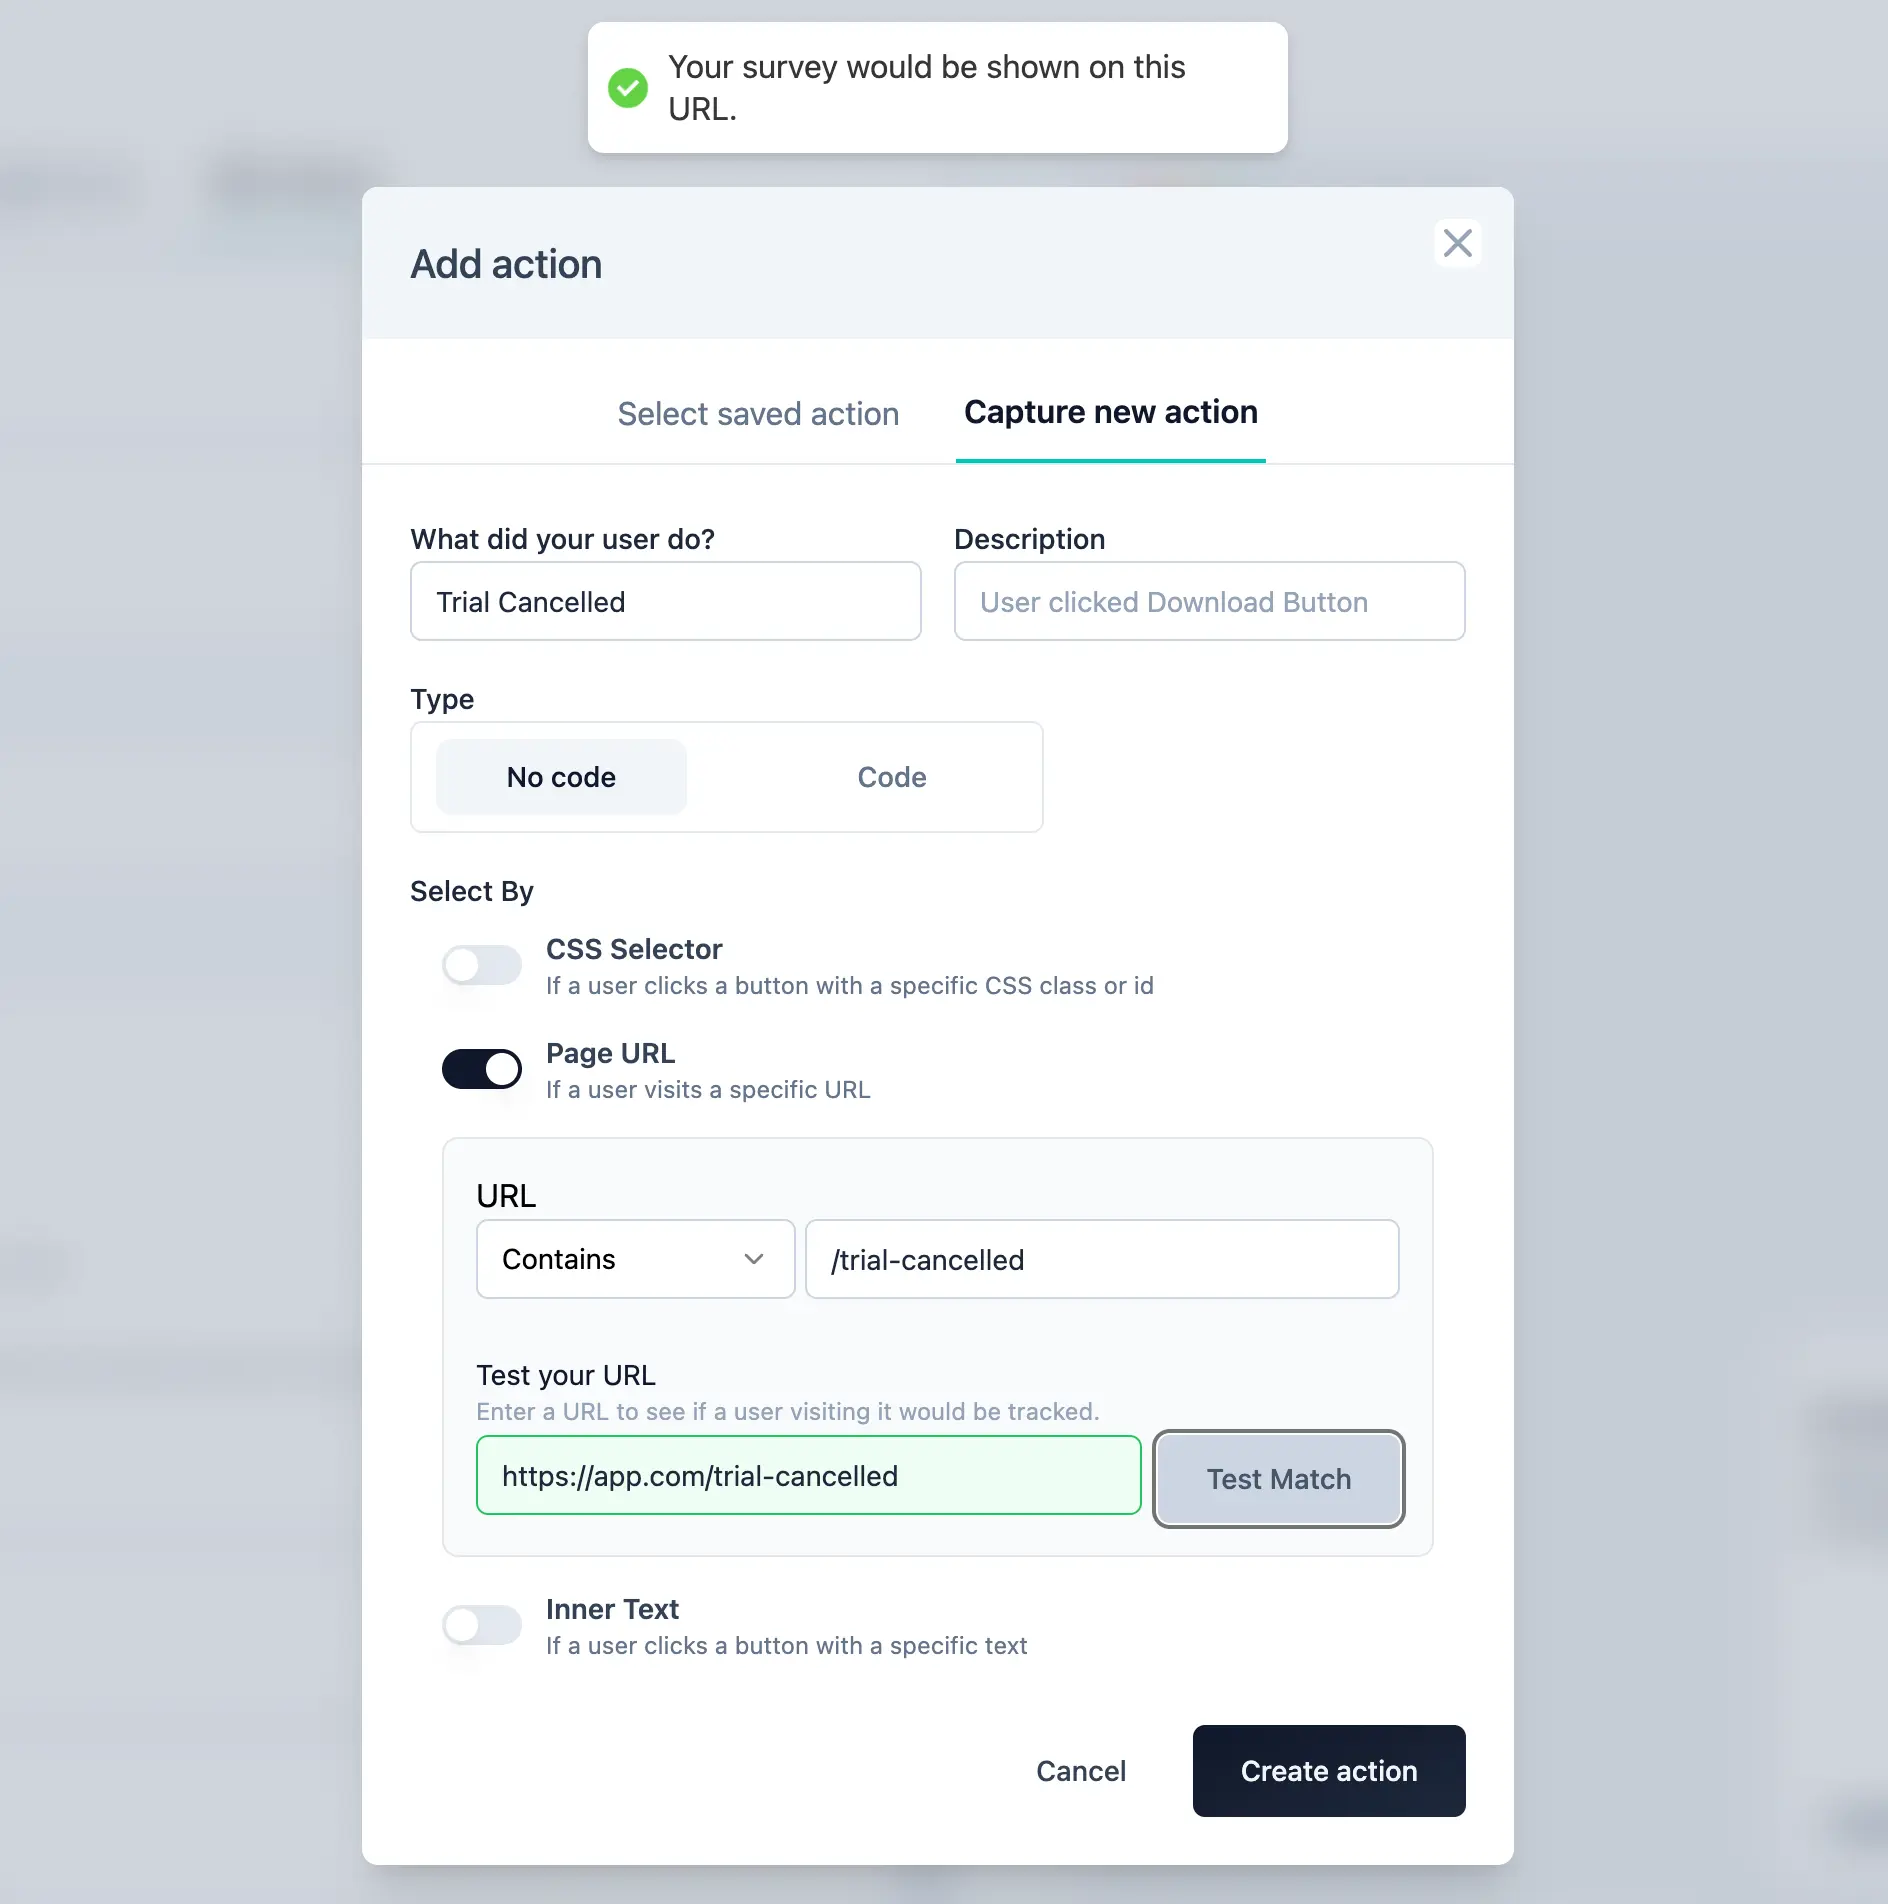 Your survey would be shown on this
URL.
Add action
Select saved action
Capture new action
What did your user do?
Description
Trial Cancelled
User clicked Download Button
Type
No code
Code
Select By
CSS Selector
If a user clicks a button with a specific CSS class or id
Page URL
If a user visits a specific URL
URL
Contains
/trial-cancelled
Test your URL
Enter a URL to see if a user visiting it would be tracked.
https://app.com/trial-cancelled
Test Match
Inner Text
If a user clicks a button with a specific text
Cancel
Create action